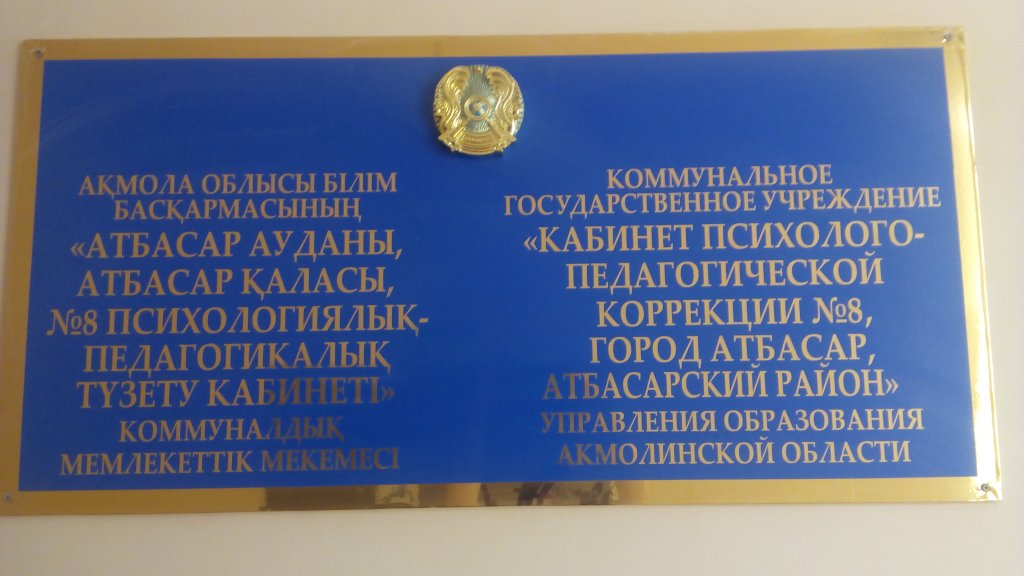 АҚМОЛА ОБЛЫСЫ БІЛІМ
БАСҚАРМАСЫНЫҢ
«АТБАСАР АУДАНЫ,
АТБАСАР ҚАЛАСЫ,
№8 ПСИХОЛОГИЯЛЫҚ-
ПЕДАГОГИКАЛЫҚ
ТҮЗЕТУ КАБИНЕТІ»
КОММУНАЛДЫҚ
МЕМЛЕКЕТТІК МЕКЕМЕСІ
КОММУНАЛЬНОЕ
ГОСУДАРСТВЕННОЕ УЧРЕЖДЕНИЕ
«КАБИНЕТ ПСИХОЛОГО-
ПЕДАГОГИЧЕСКОЙ
КОРРЕКЦИИ №8,
ГОРОД АТБАСАР,
АТБАСАРСКИЙ РАЙОН»
УПРАВЛЕНИЯ ОБРАЗОВАНИЯ
АКМОЛИНСКОЙ ОБЛАСТИ